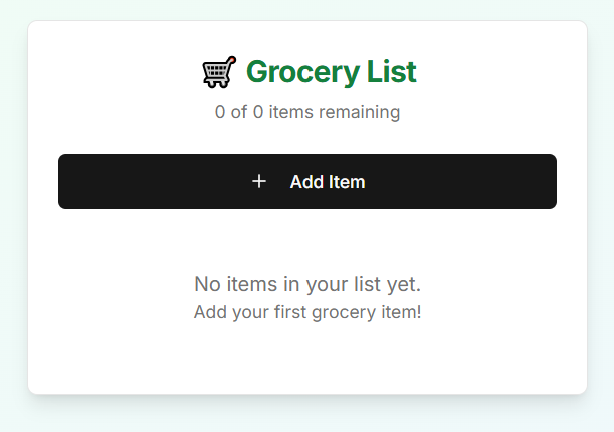 Grocery List
0 of 0 items remaining
+ Add Item
No items in your list yet.
Add your first grocery item!